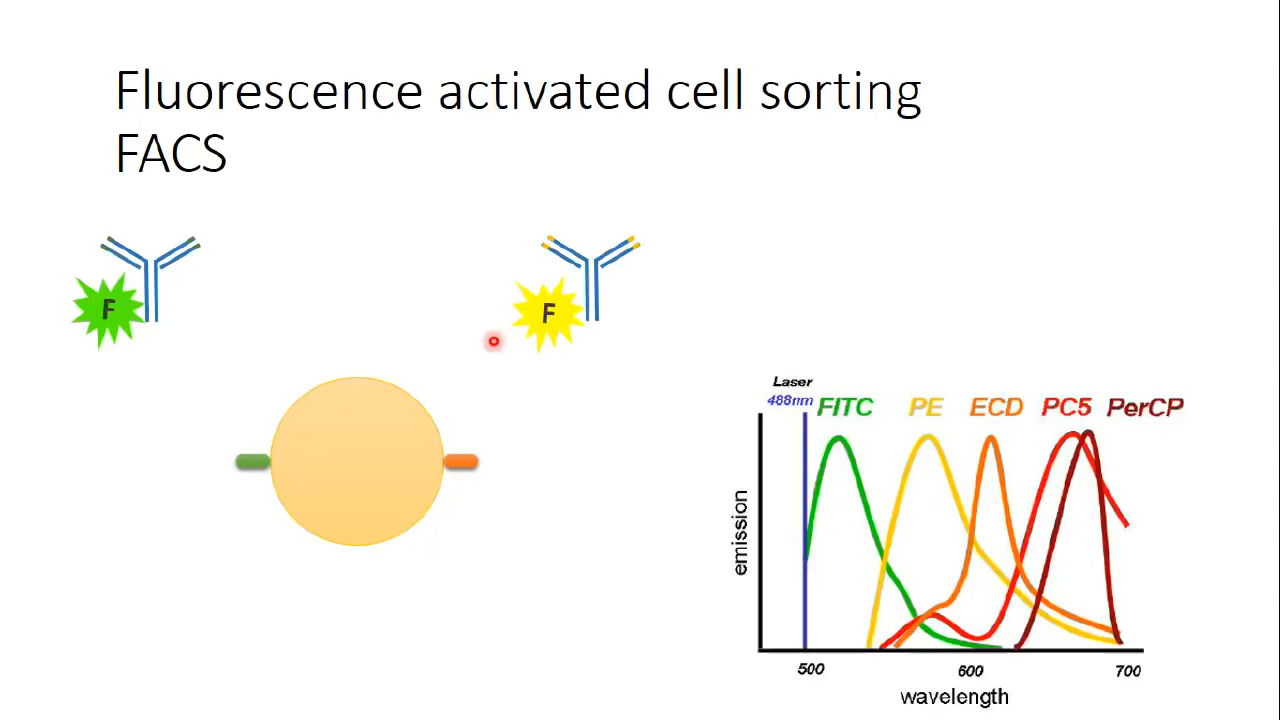 Fluorescence activated cell sorting
FACS
F
F
Laser
488nm FITC PE ECD PC5 PerCP
emission
500 600 700
wavelength